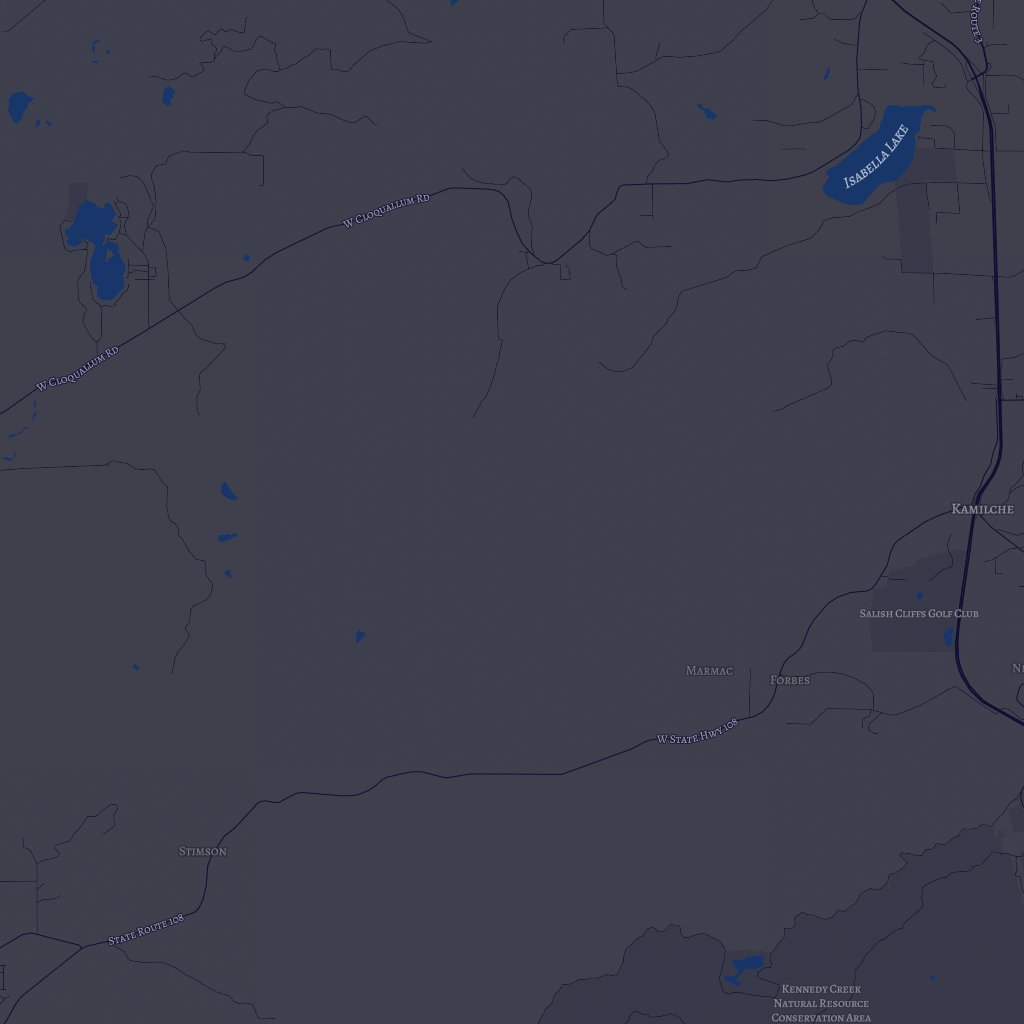 Route 3
Isabella Lake
W Cloquallum Rd
W Cloquallum Rd
Kamilche
Salish Cliffs Golf Club
Marmac
Forbes
W State Hwy 108
Stimson
State Route 108
Kennedy Creek
Natural Resource
Conservation Area